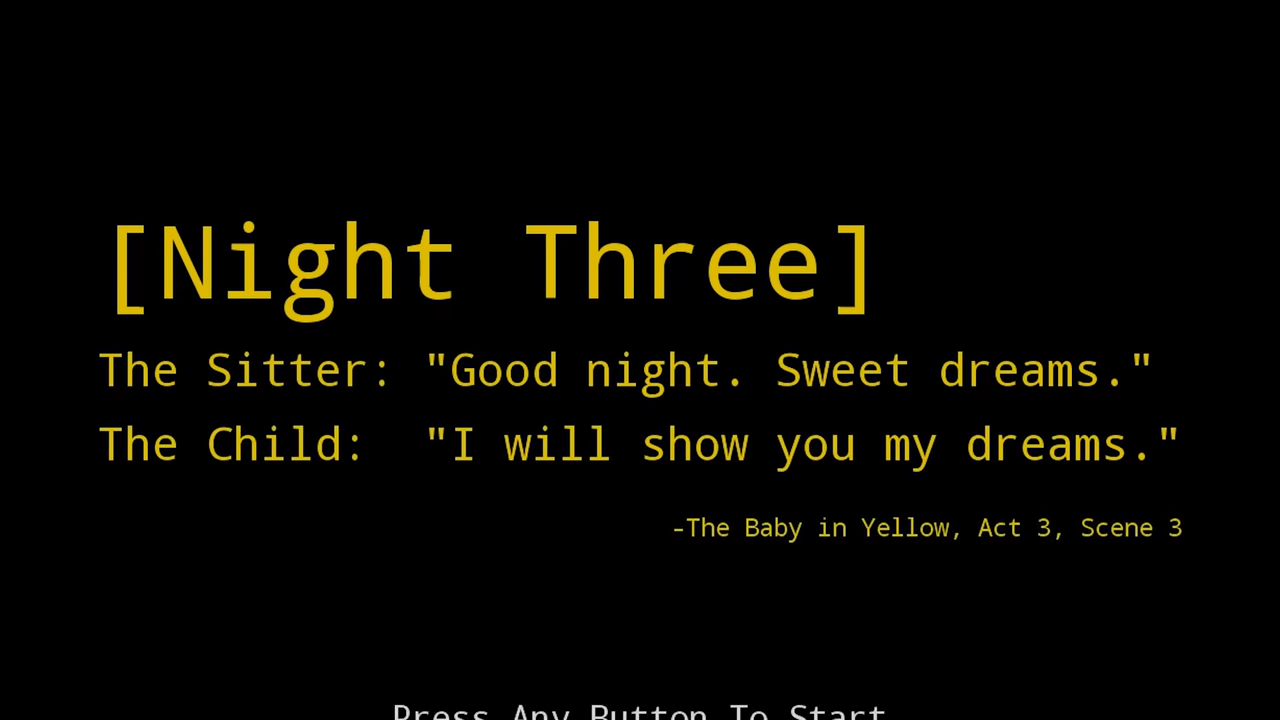 [Night Three]
The Sitter: "Good night. Sweet dreams."
The Child:  "I will show you my dreams."
-The Baby in Yellow, Act 3, Scene 3
Press Any Button To Start